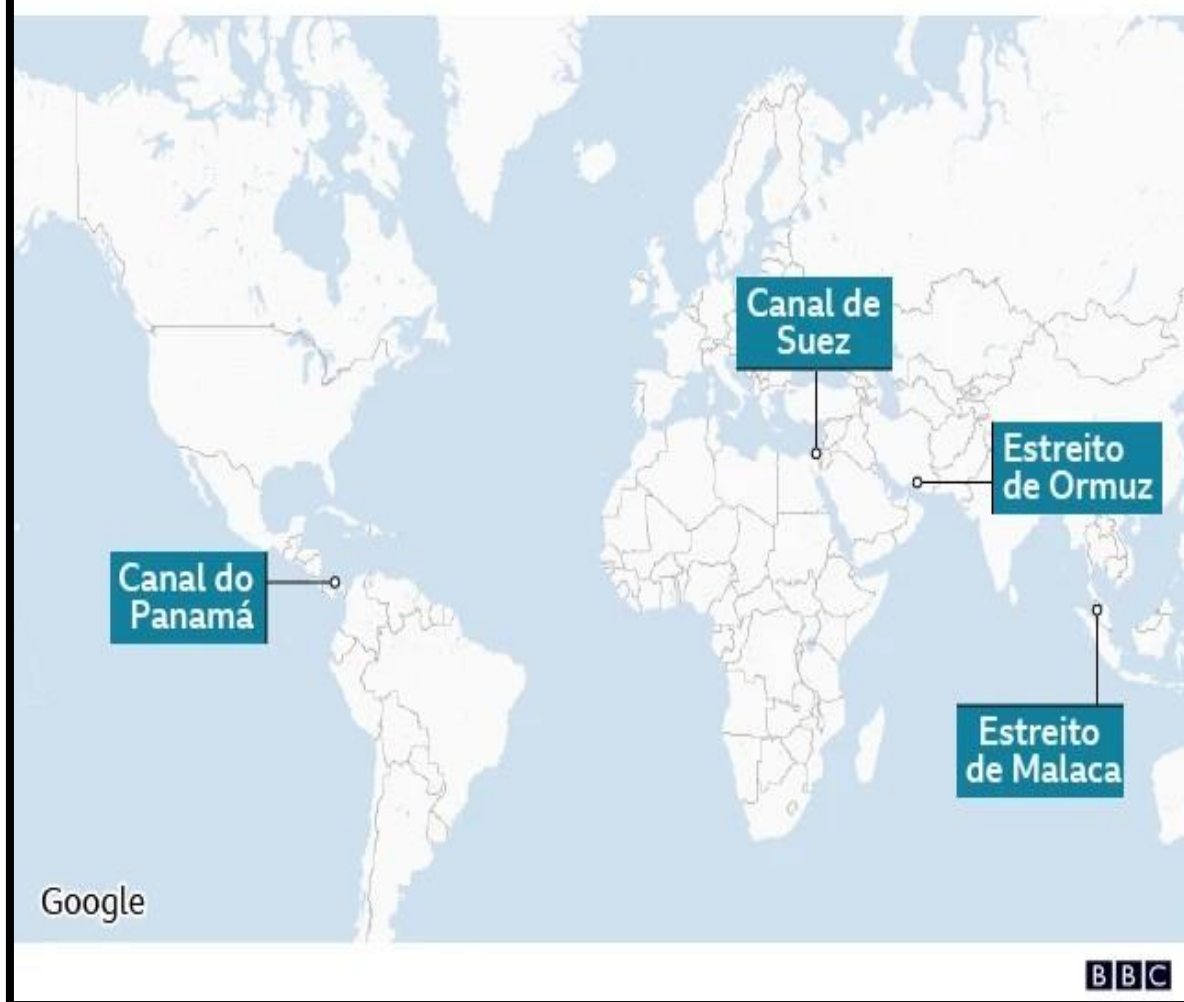 Canal de
Suez
Estreito
de Ormuz
Canal do
Panamá
Estreito
de Malaca
Google
BBC